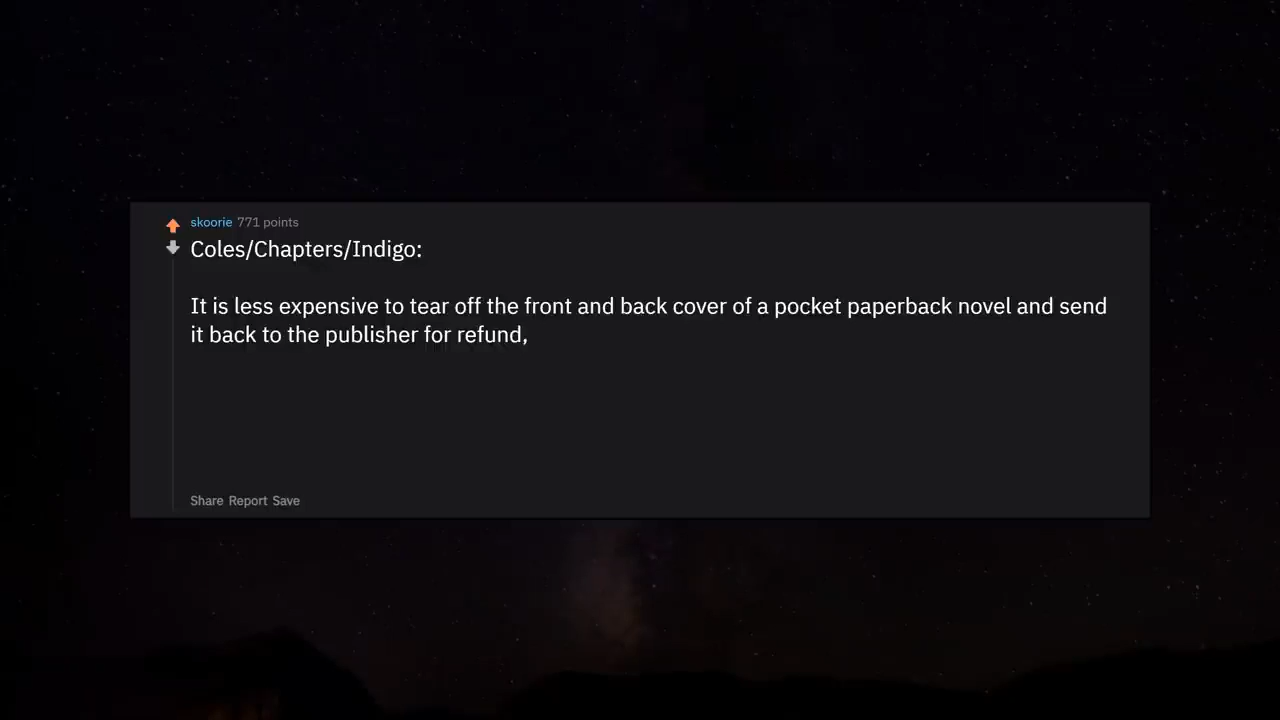 skoorie 771 points
Coles/Chapters/Indigo:
It is less expensive to tear off the front and back cover of a pocket paperback novel and send
it back to the publisher for refund,
Share Report Save